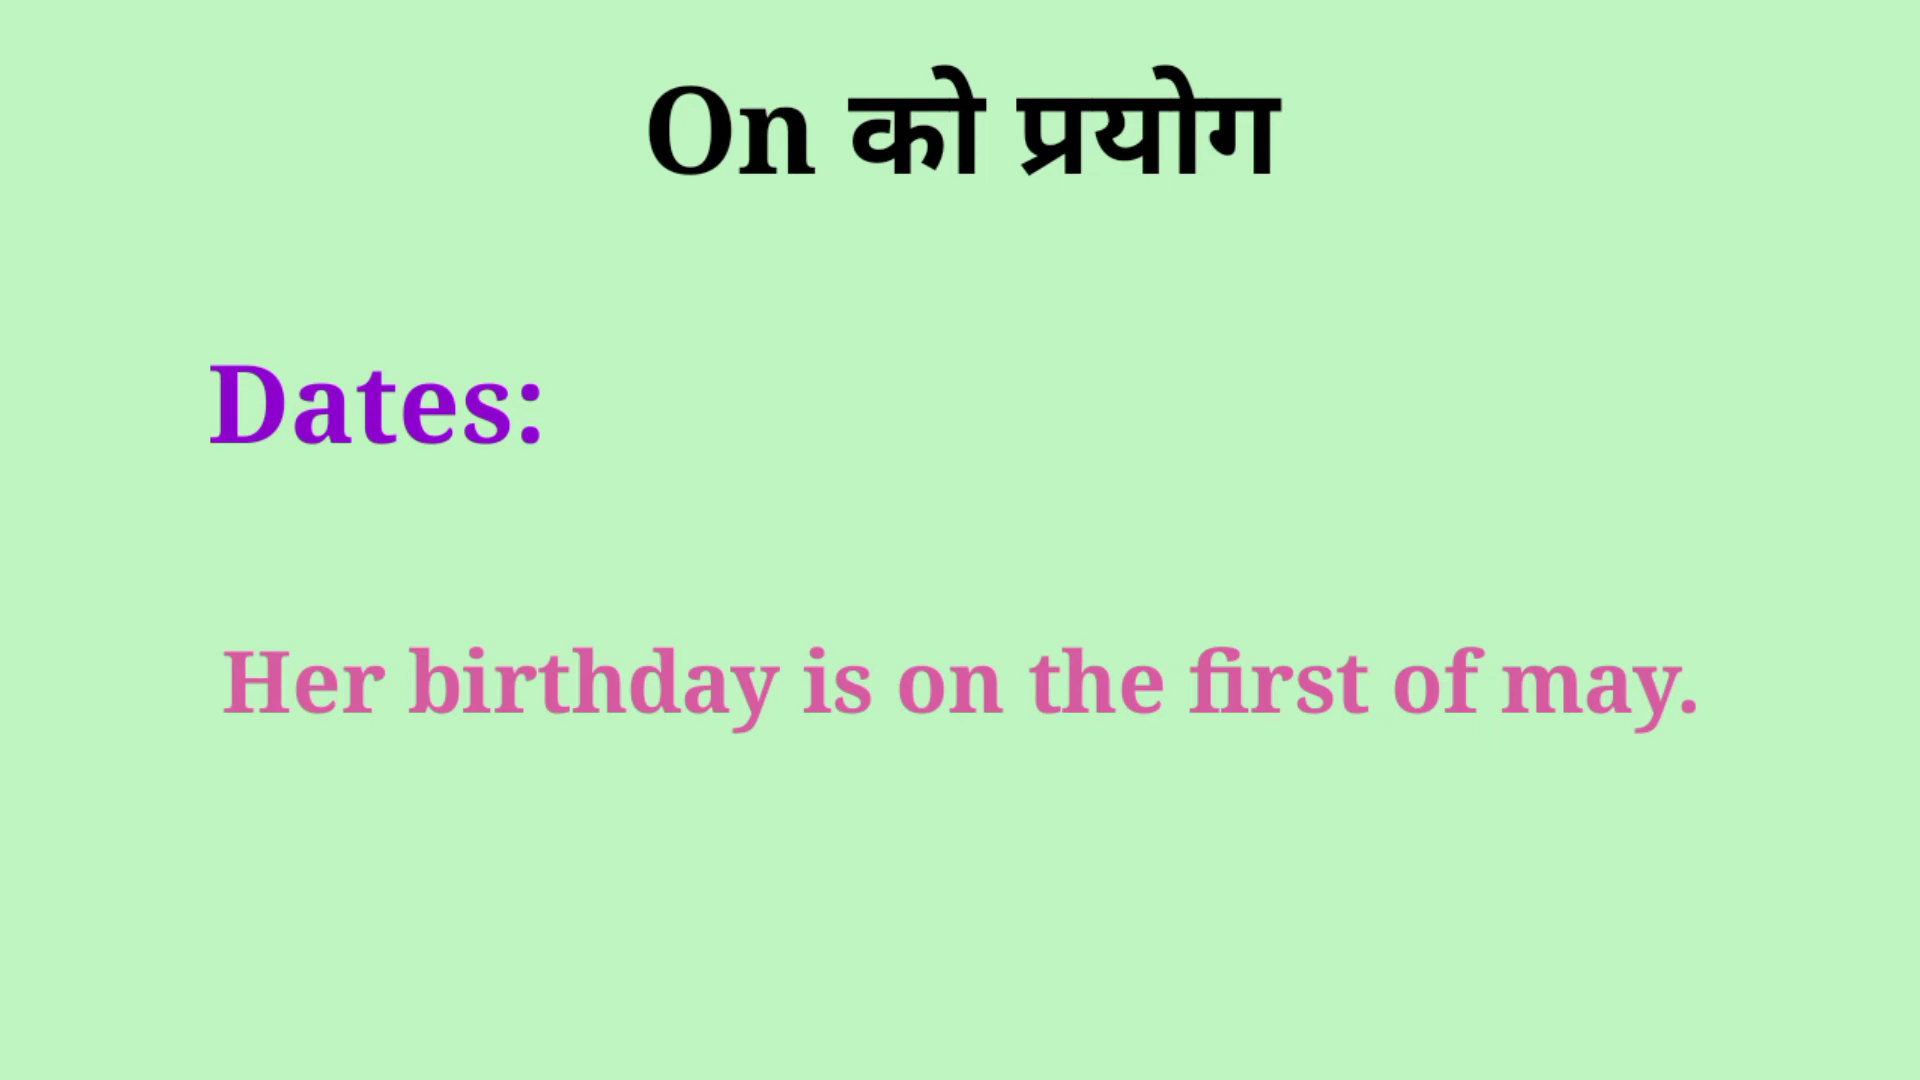 On को प्रयोग
Dates:
Her birthday is on the first of may.